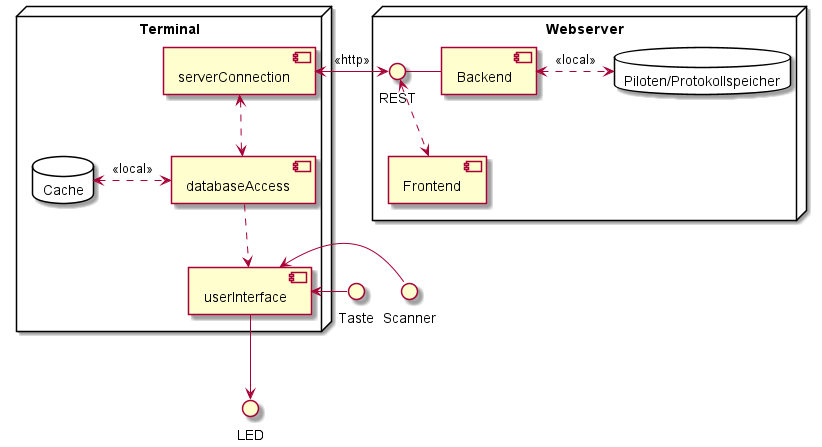 Terminal
Webserver
serverConnection
«http»
REST
Backend
«local»
Piloten/Protokollspeicher
Cache
«local»
databaseAccess
Frontend
userInterface
Taste
Scanner
LED